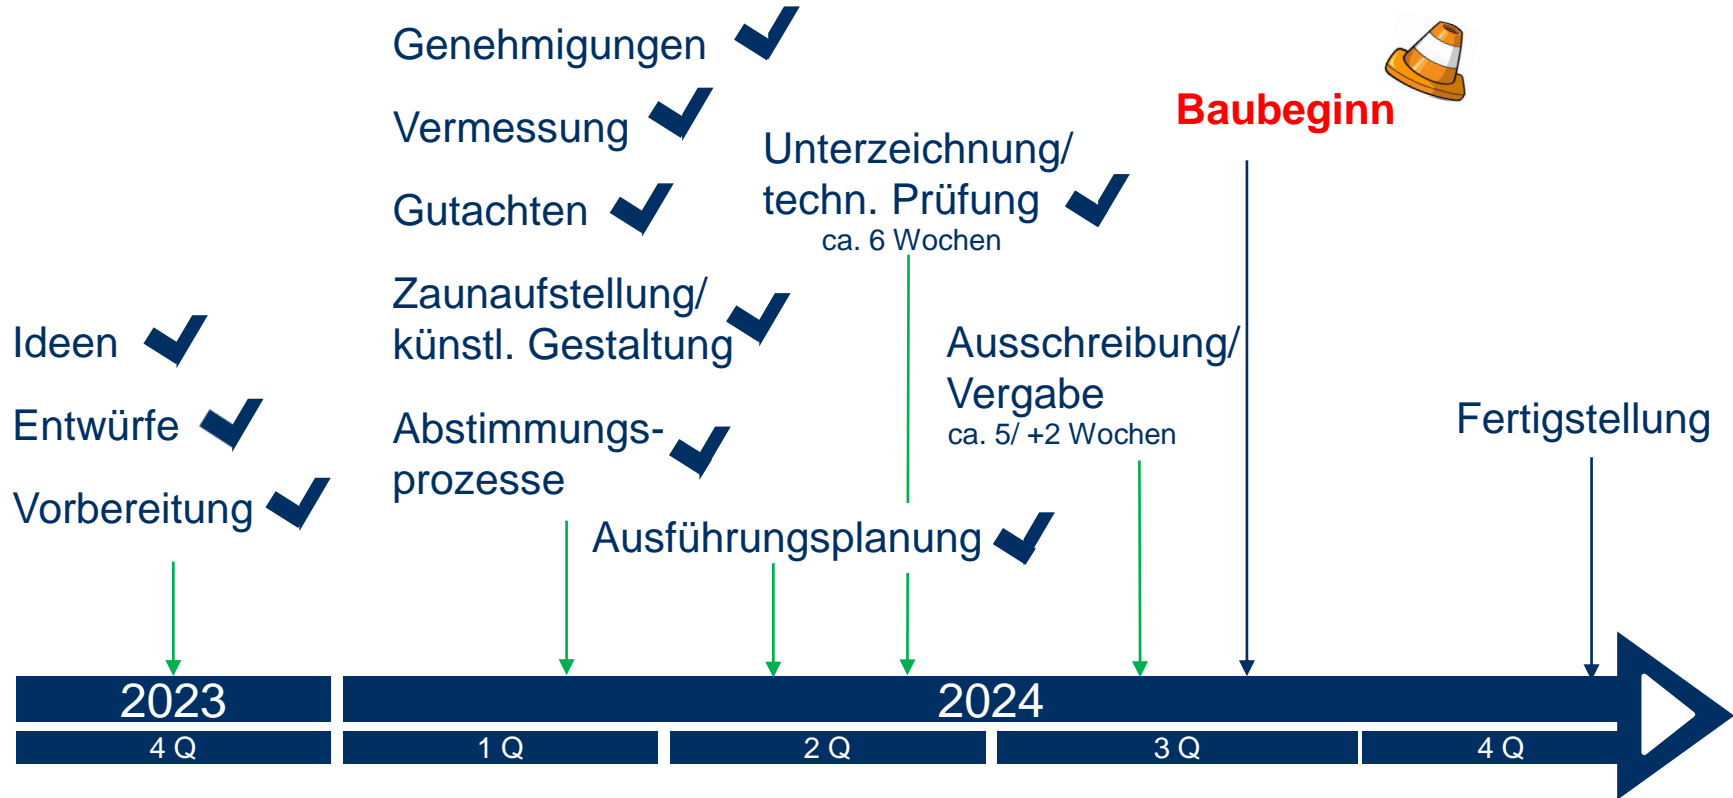 Ideen
Entwürfe
Vorbereitung
Genehmigungen
Vermessung
Gutachten
Zaunaufstellung/
künstl. Gestaltung
Abstimmungs-
prozesse
Ausführungsplanung
Unterzeichnung/
techn. Prüfung
ca. 6 Wochen
Ausschreibung/
Vergabe
ca. 5/ +2 Wochen
Baubeginn
Fertigstellung
2023
2024
4 Q
1 Q
2 Q
3 Q
4 Q